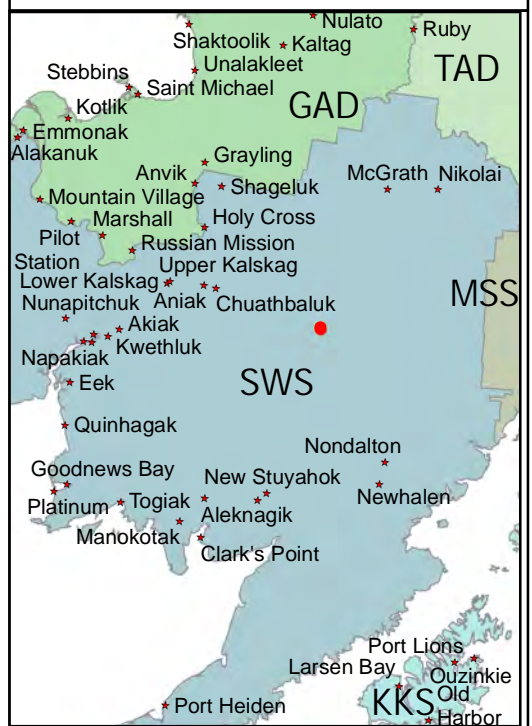 Nulato
Ruby
Shaktoolik
Kaltag
Unalakleet
TAD
Stebbins
Saint Michael
GAD
Kotlik
Emmonak
Alakanuk
Grayling
Anvik
McGrath
Nikolai
Shageluk
Mountain Village
Marshall
Holy Cross
Pilot
Station
Russian Mission
Upper Kalskag
Lower Kalskag
Aniak
Chuathbaluk
MSS
Nunapitchuk
Akiak
Kwethluk
Napakiak
SWS
Eek
Quinhagak
Nondalton
Goodnews Bay
New Stuyahok
Newhalen
Platinum
Togiak
Aleknagik
Manokotak
Clark's Point
Port Lions
Larsen Bay
Ouzinkie
KKS
Old
Harbor
Port Heiden